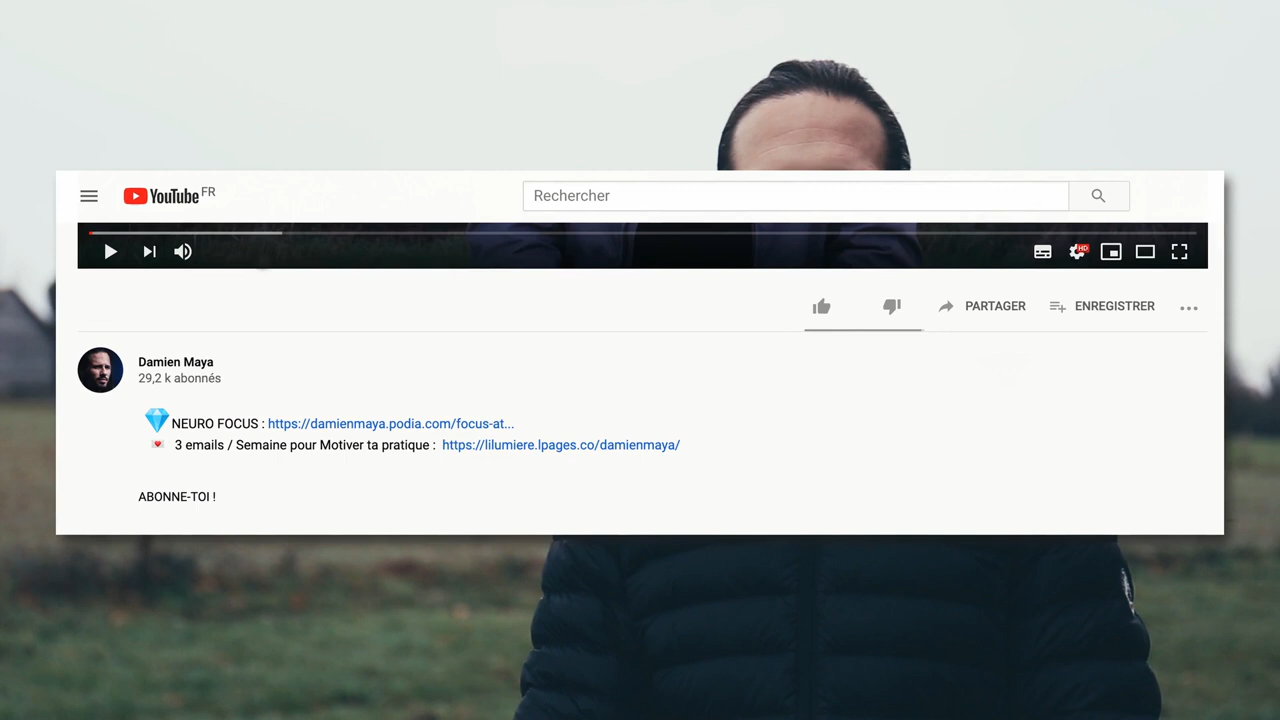 YouTube FR
Rechercher
HD
PARTAGER
ENREGISTRER
Damien Maya
29,2 k abonnés
NEURO FOCUS : https://damienmaya.podia.com/focus-at...
3 emails / Semaine pour Motiver ta pratique : https://lilumiere.lpages.co/damienmaya/
ABONNE-TOI !